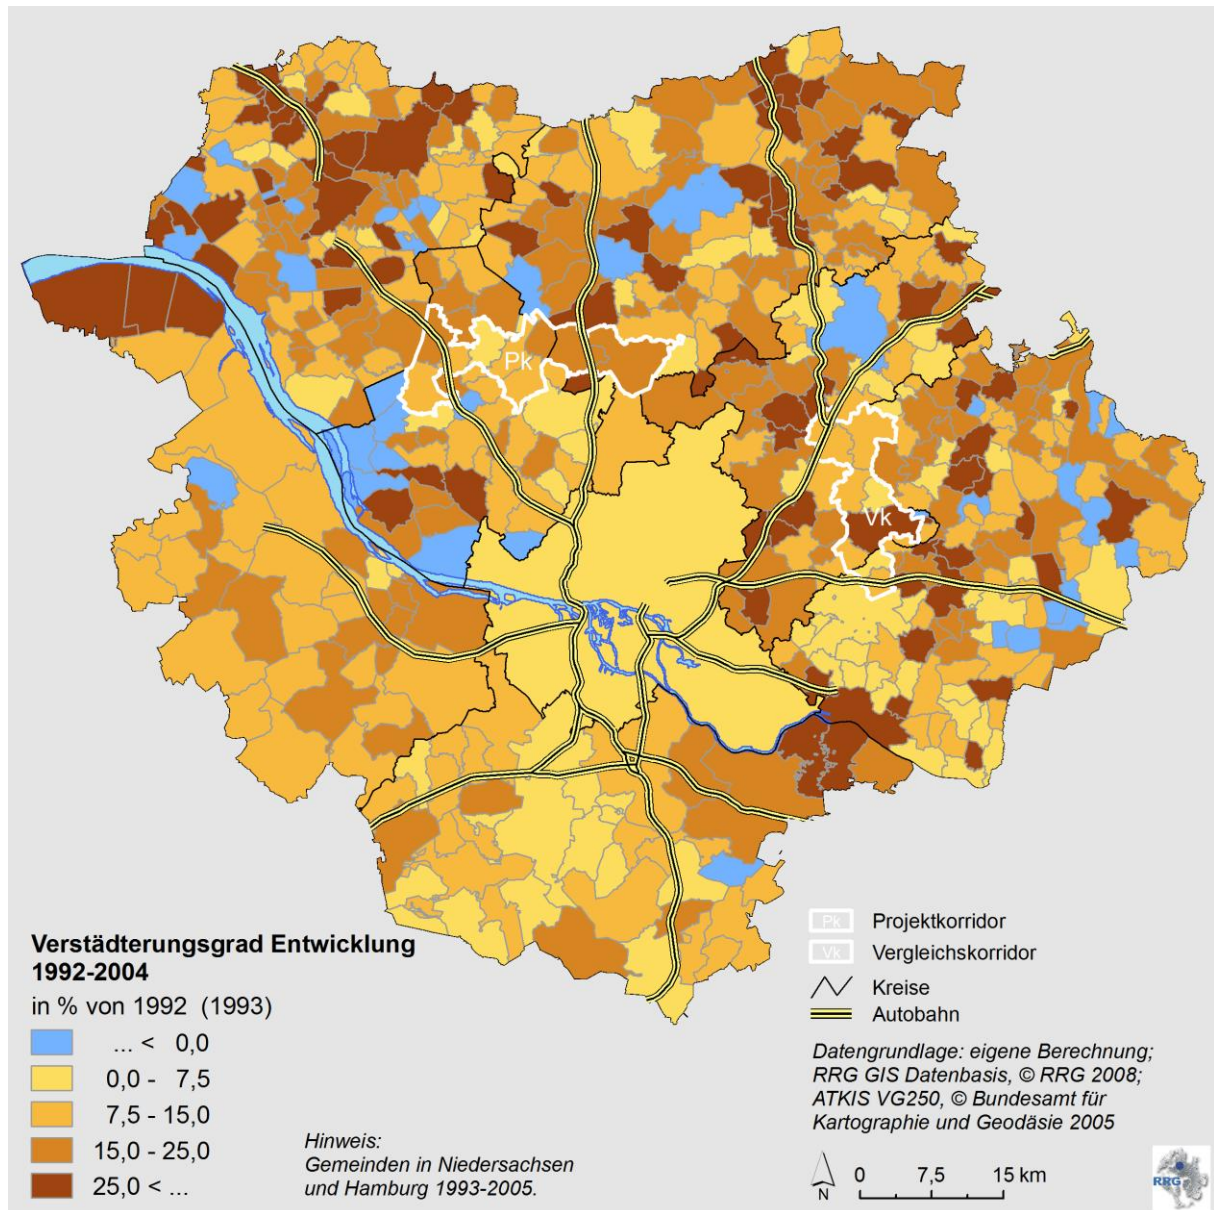 Pk
Vk
Verstädterungsgrad Entwicklung
1992-2004
in % von 1992 (1993)
... < 0,0
0,0 - 7,5
7,5 - 15,0
15,0 - 25,0
25,0 < ...
Hinweis:
Gemeinden in Niedersachsen
und Hamburg 1993-2005.
Pk Projektkorridor
Vk Vergleichskorridor
Kreise
Autobahn
Datengrundlage: eigene Berechnung;
RRG GIS Datenbasis, © RRG 2008;
ATKIS VG250, © Bundesamt für
Kartographie und Geodäsie 2005
N 0 7,5 15 km
RRG